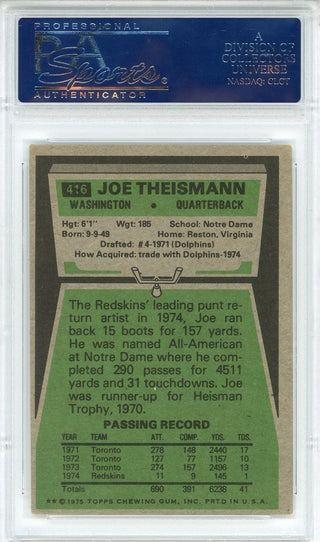 PROFESSIONAL
PSA
Sports
AUTHENTICATOR
A
DIVISION OF
COLLECTORS
UNIVERSE
NASDAQ: CLCT
416 JOE THEISMANN
WASHINGTON • QUARTERBACK
Hgt: 6'1" Wgt: 185 School: Notre Dame
Born: 9-9-49 Home: Reston, Virginia
Drafted: #4-1971 (Dolphins)
How Acquired: trade with Dolphins-1974
The Redskins' leading punt re-
turn artist in 1974, Joe ran
back 15 boots for 157 yards.
He was named All-American
at Notre Dame where he com-
pleted 290 passes for 4511
yards and 31 touchdowns. Joe
was runner-up for Heisman
Trophy, 1970.
PASSING RECORD
YEAR TEAM ATT. COMP. YDS. TDS.
1971 Toronto 278 148 2440 17
1972 Toronto 127 77 1157 10
1973 Toronto 274 157 2496 13
1974 Redskins 11 9 145 1
Totals 690 391 6238 41
** © 1975 TOPPS CHEWING GUM, INC. PRTD. IN U.S.A.